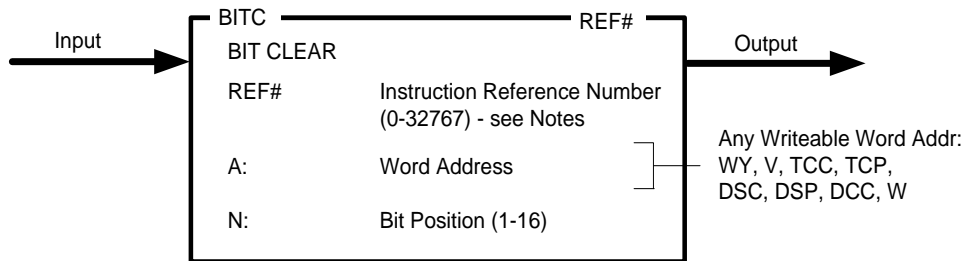 BITC REF#
Input
BIT CLEAR
Output
REF# Instruction Reference Number
(0-32767) - see Notes
A: Word Address
Any Writeable Word Addr:
WY, V, TCC, TCP,
DSC, DSP, DCC, W
N: Bit Position (1-16)